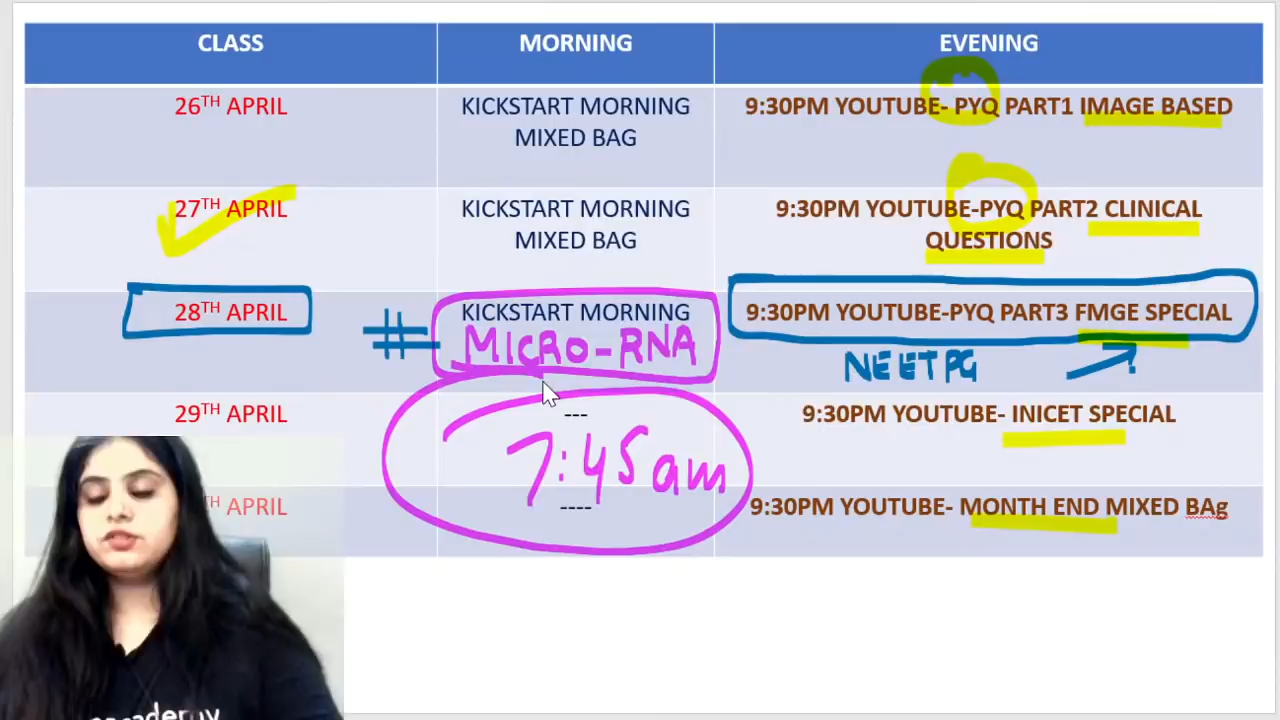 CLASS MORNING EVENING
26TH APRIL KICKSTART MORNING 9:30PM YOUTUBE- PYQ PART1 IMAGE BASED
MIXED BAG
27TH APRIL KICKSTART MORNING 9:30PM YOUTUBE-PYQ PART2 CLINICAL
MIXED BAG QUESTIONS
28TH APRIL KICKSTART MORNING 9:30PM YOUTUBE-PYQ PART3 FMGE SPECIAL
# MICRO-RNA NEETPG
29TH APRIL --- 9:30PM YOUTUBE- INICET SPECIAL
7:45am
TH APRIL ---- 9:30PM YOUTUBE- MONTH END MIXED BAg